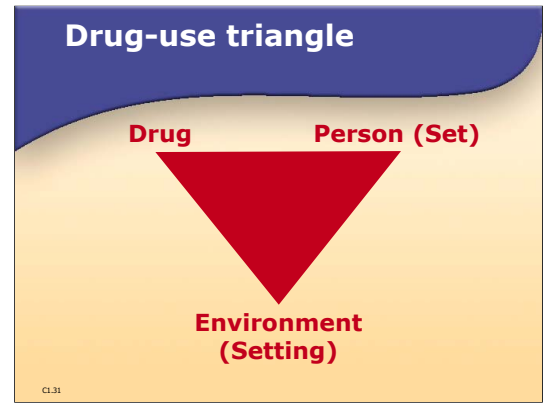 Drug-use triangle
Drug Person (Set)
Environment
(Setting)
C1.31